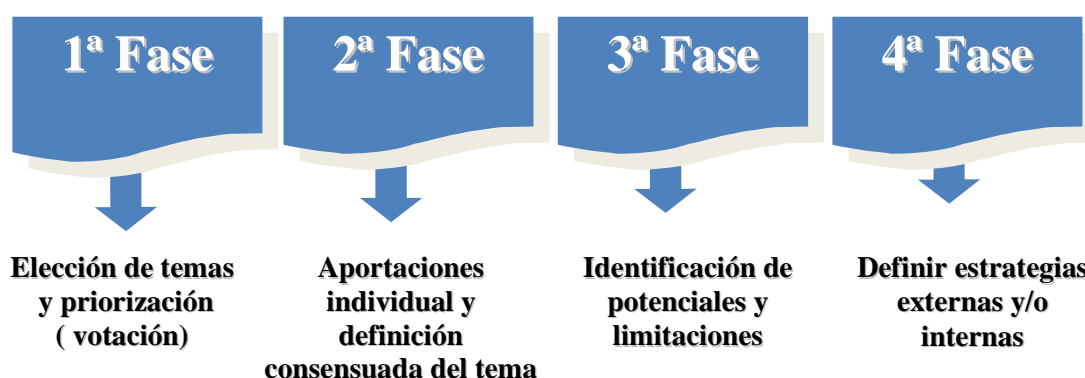 1ª Fase
Elección de temas
y priorización
( votación)
2ª Fase
Aportaciones
individual y
definición
consensuada del tema
3ª Fase
Identificación de
potenciales y
limitaciones
4ª Fase
Definir estrategias
externas y/o
internas